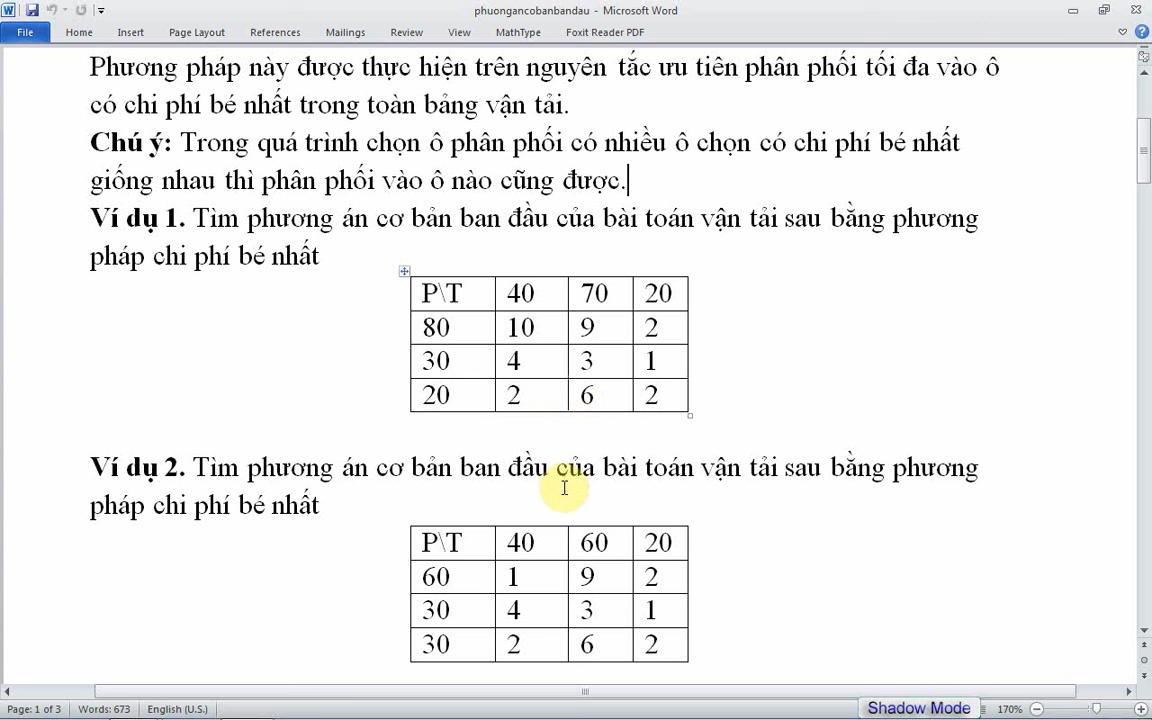 phuongancobanbandau - Microsoft Word
File Home Insert Page Layout References Mailings Review View MathType Foxit Reader PDF
Phương pháp này được thực hiện trên nguyên tắc ưu tiên phân phối tối đa vào ô
có chi phí bé nhất trong toàn bảng vận tải.
Chú ý: Trong quá trình chọn ô phân phối có nhiều ô chọn có chi phí bé nhất
giống nhau thì phân phối vào ô nào cũng được.
Ví dụ 1. Tìm phương án cơ bản ban đầu của bài toán vận tải sau bằng phương
pháp chi phí bé nhất
P\T 40 70 20
80 10 9 2
30 4 3 1
20 2 6 2
Ví dụ 2. Tìm phương án cơ bản ban đầu của bài toán vận tải sau bằng phương
pháp chi phí bé nhất
P\T 40 60 20
60 1 9 2
30 4 3 1
30 2 6 2
Page: 1 of 3 Words: 673 English (U.S.) Shadow Mode 170%